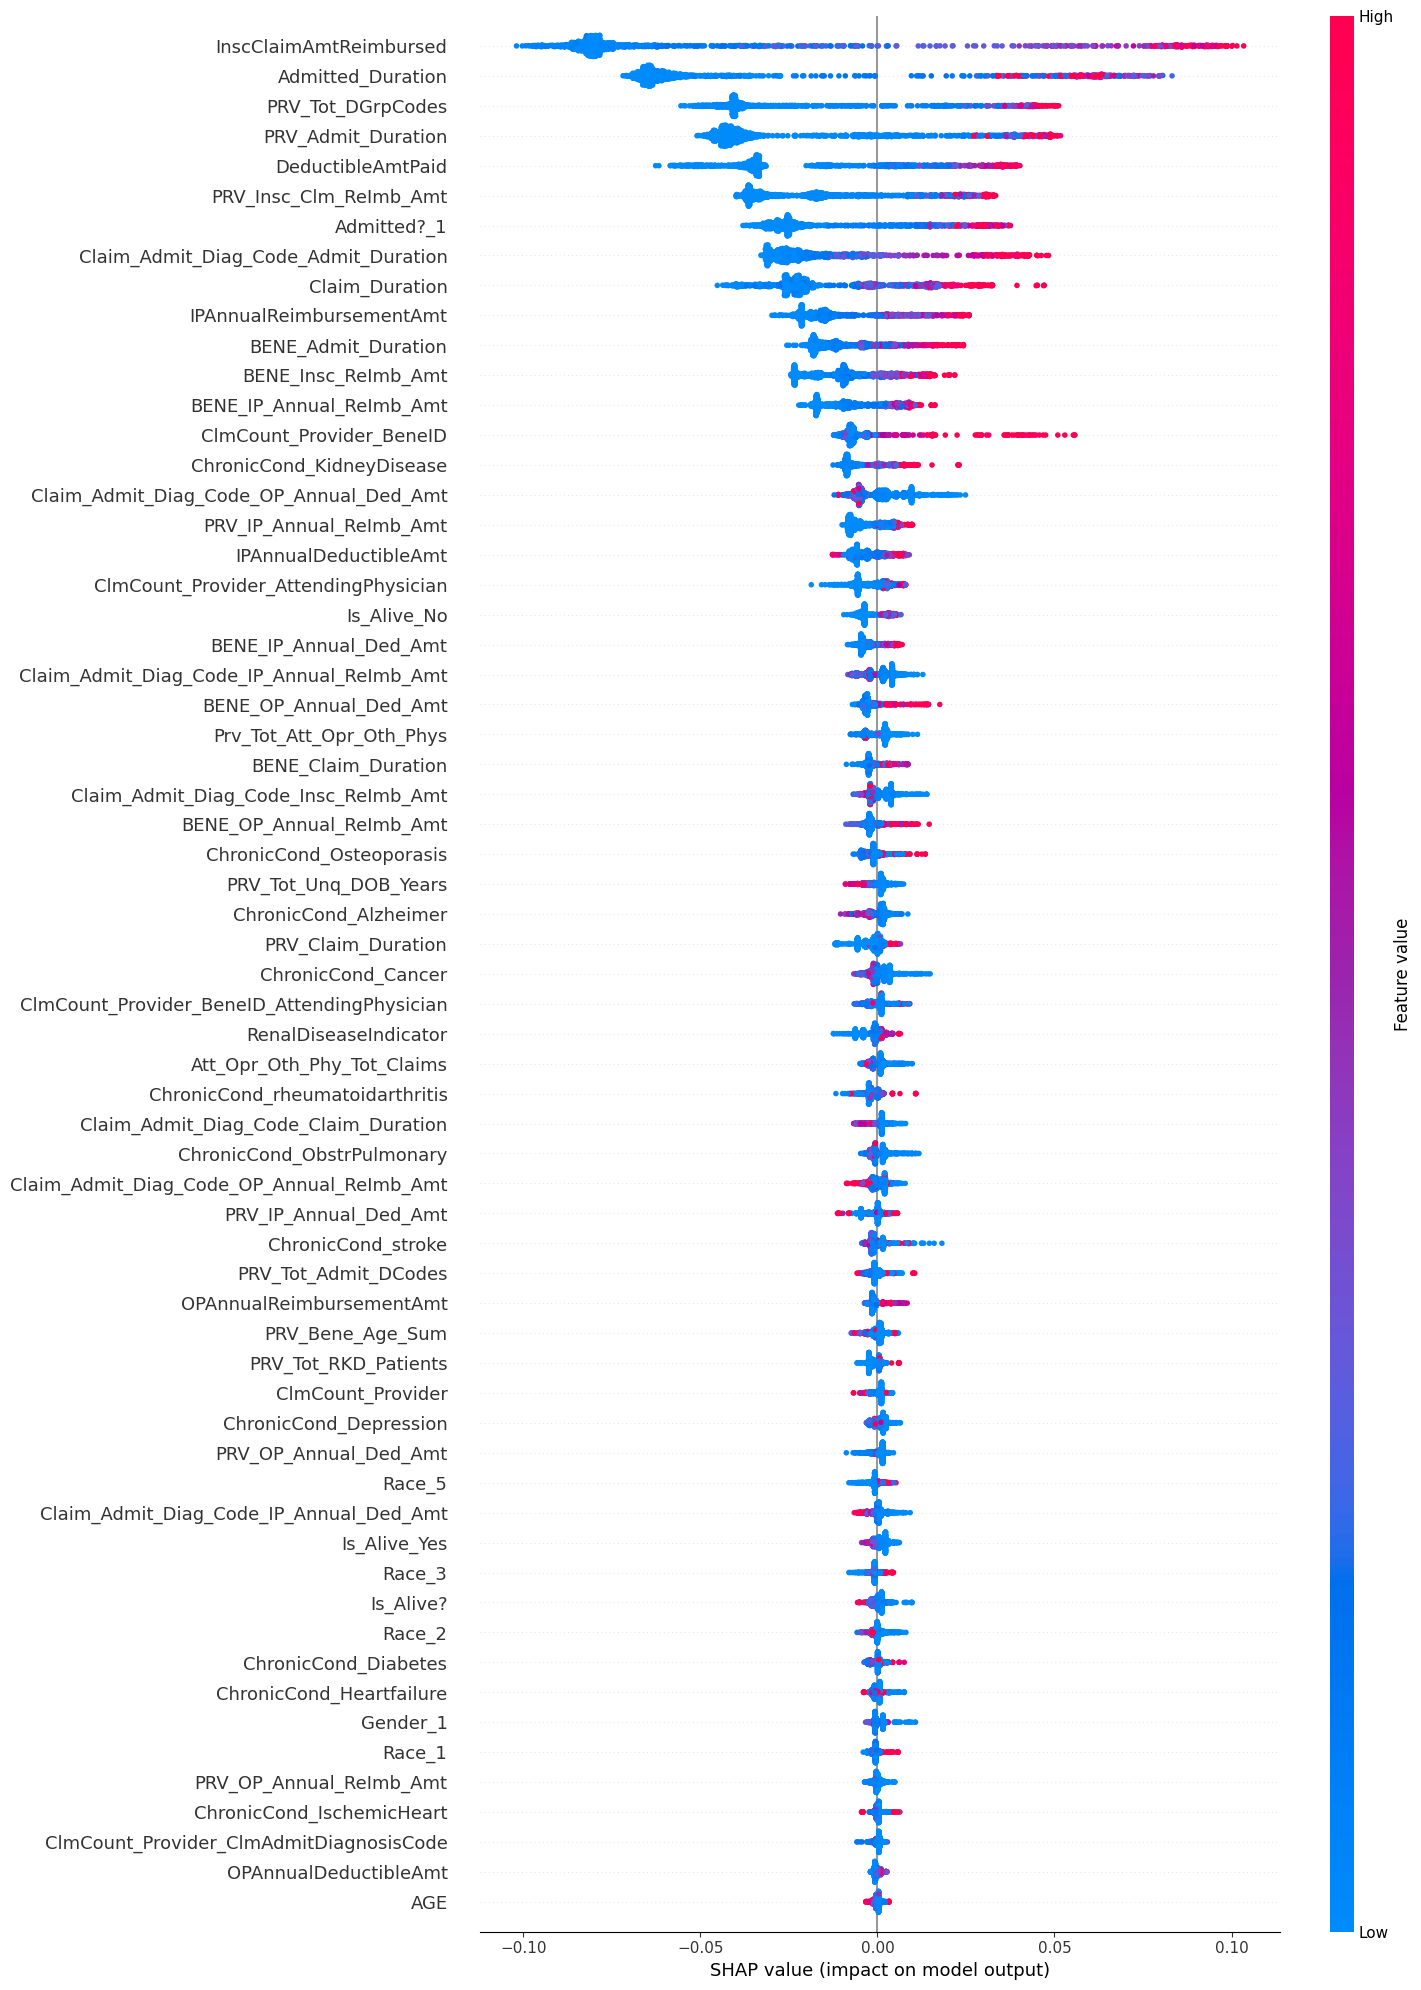 High
InscClaimAmtReimbursed
Admitted_Duration
PRV_Tot_DGrpCodes
PRV_Admit_Duration
DeductibleAmtPaid
PRV_Insc_Clm_ReImb_Amt
Admitted?_1
Claim_Admit_Diag_Code_Admit_Duration
Claim_Duration
IPAnnualReimbursementAmt
BENE_Admit_Duration
BENE_Insc_ReImb_Amt
BENE_IP_Annual_ReImb_Amt
ClmCount_Provider_BeneID
ChronicCond_KidneyDisease
Claim_Admit_Diag_Code_OP_Annual_Ded_Amt
PRV_IP_Annual_ReImb_Amt
IPAnnualDeductibleAmt
ClmCount_Provider_AttendingPhysician
Is_Alive_No
BENE_IP_Annual_Ded_Amt
Claim_Admit_Diag_Code_IP_Annual_ReImb_Amt
BENE_OP_Annual_Ded_Amt
Prv_Tot_Att_Opr_Oth_Phys
BENE_Claim_Duration
Claim_Admit_Diag_Code_Insc_ReImb_Amt
BENE_OP_Annual_ReImb_Amt
ChronicCond_Osteoporasis
PRV_Tot_Unq_DOB_Years
ChronicCond_Alzheimer
PRV_Claim_Duration
ChronicCond_Cancer
ClmCount_Provider_BeneID_AttendingPhysician
RenalDiseaseIndicator
Att_Opr_Oth_Phy_Tot_Claims
ChronicCond_rheumatoidarthritis
Claim_Admit_Diag_Code_Claim_Duration
ChronicCond_ObstrPulmonary
Claim_Admit_Diag_Code_OP_Annual_ReImb_Amt
PRV_IP_Annual_Ded_Amt
ChronicCond_stroke
PRV_Tot_Admit_DCodes
OPAnnualReimbursementAmt
PRV_Bene_Age_Sum
PRV_Tot_RKD_Patients
ClmCount_Provider
ChronicCond_Depression
PRV_OP_Annual_Ded_Amt
Race_5
Claim_Admit_Diag_Code_IP_Annual_Ded_Amt
Is_Alive_Yes
Race_3
Is_Alive?
Race_2
ChronicCond_Diabetes
ChronicCond_Heartfailure
Gender_1
Race_1
PRV_OP_Annual_ReImb_Amt
ChronicCond_IschemicHeart
ClmCount_Provider_ClmAdmitDiagnosisCode
OPAnnualDeductibleAmt
AGE
Feature value
Low
−0.10 −0.05 0.00 0.05 0.10
SHAP value (impact on model output)